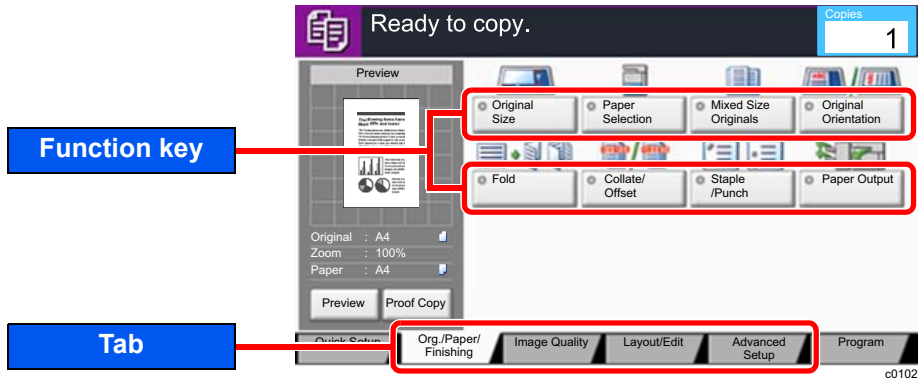 Ready to copy.
Copies
1
Preview
Original
Size
Paper
Selection
Mixed Size
Originals
Original
Orientation
Function key
Fold
Collate/
Offset
Staple
/Punch
Paper Output
Original : A4
Zoom : 100%
Paper : A4
Preview
Proof Copy
Tab
Quick Setup
Org./Paper/
Finishing
Image Quality
Layout/Edit
Advanced
Setup
Program
c0102